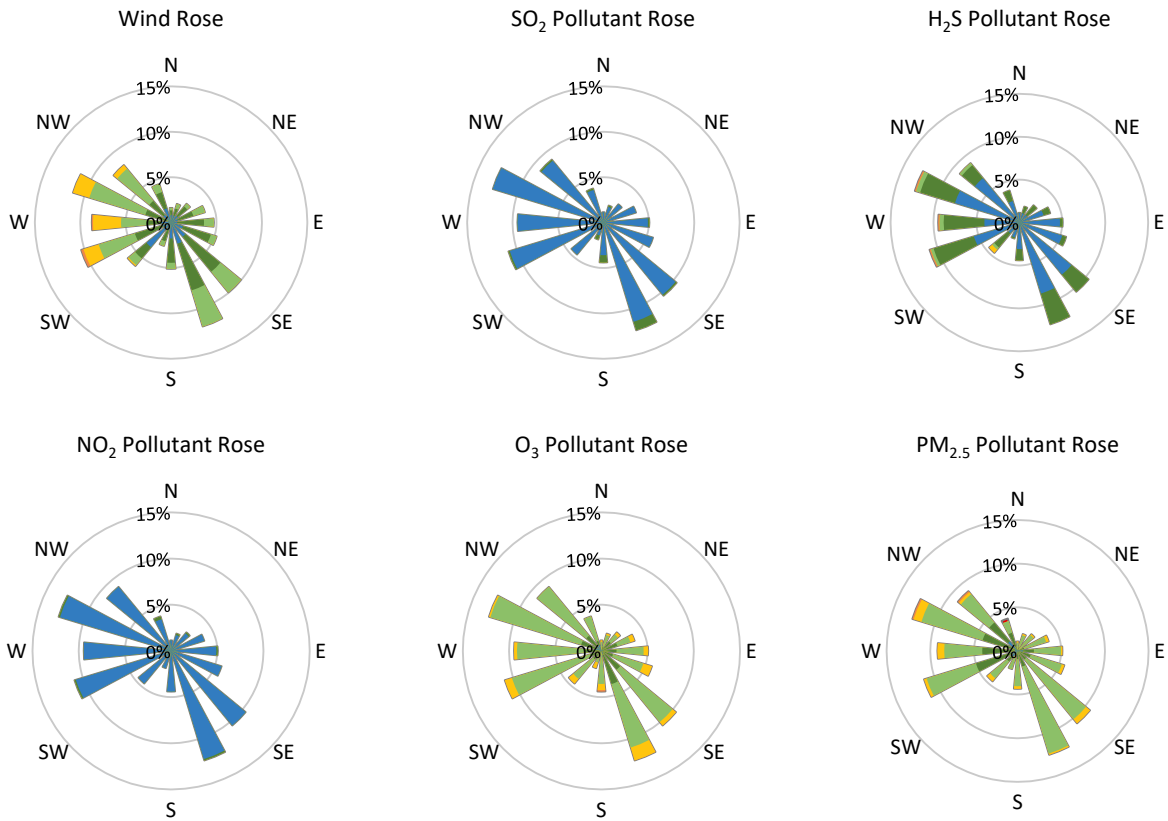 Wind Rose
N
15%
NW
NE
10%
5%
W
0%
E
SW
SE
S
SO₂ Pollutant Rose
N
15%
NW
NE
10%
5%
W
0%
E
SW
SE
S
H₂S Pollutant Rose
N
15%
NW
NE
10%
5%
W
0%
E
SW
SE
S
NO₂ Pollutant Rose
N
15%
NW
NE
10%
5%
W
0%
E
SW
SE
S
O₃ Pollutant Rose
N
15%
NW
NE
10%
5%
W
0%
E
SW
SE
S
PM₂.₅ Pollutant Rose
N
15%
NW
NE
10%
5%
W
0%
E
SW
SE
S